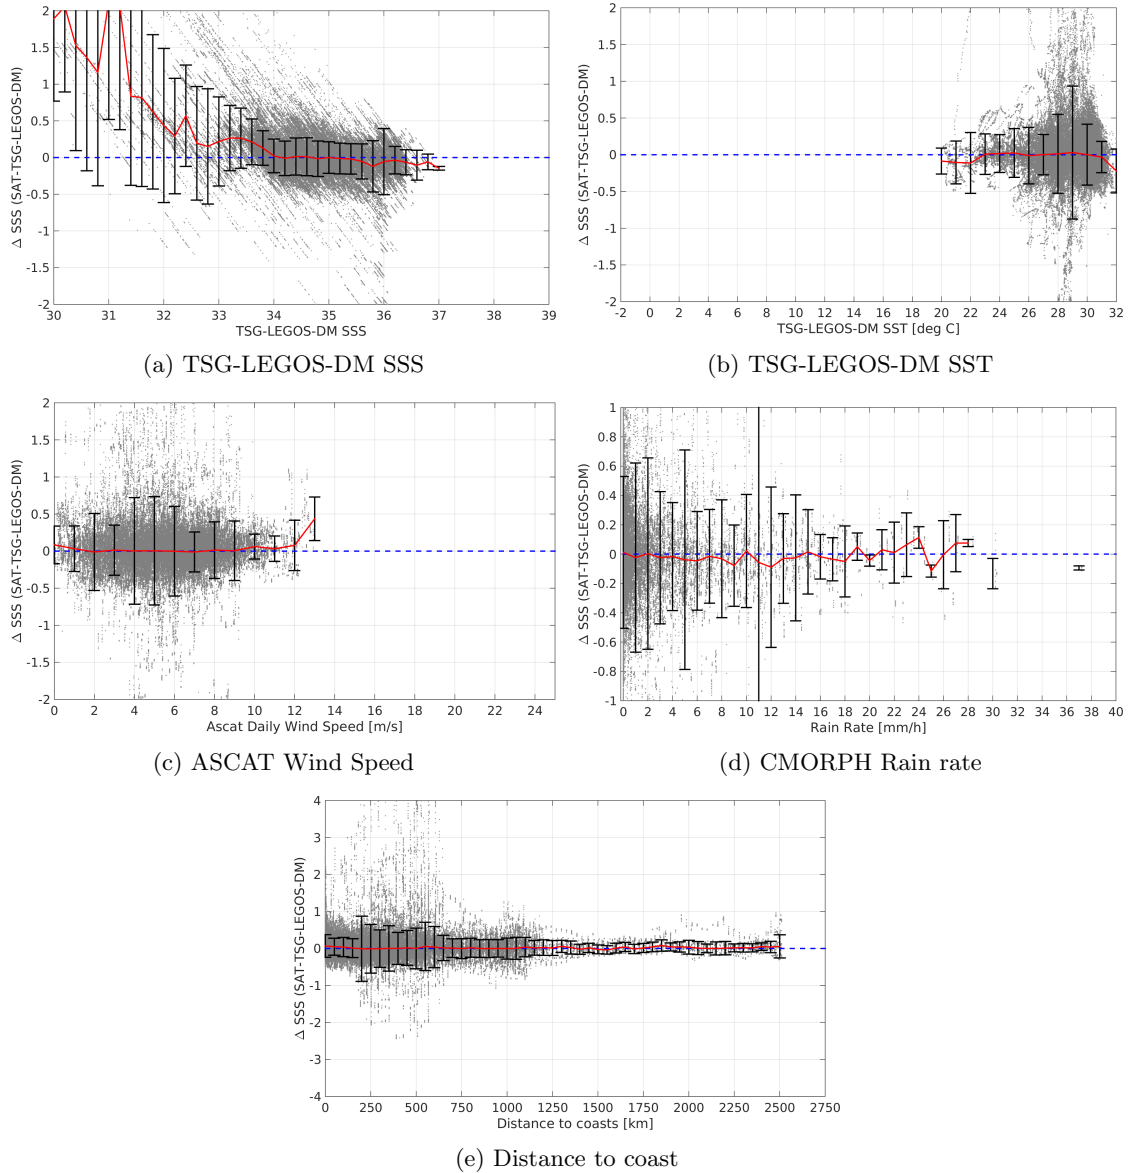 2
1.5
1
0.5
0
-0.5
-1
-1.5
-2
Δ SSS (SAT-TSG-LEGOS-DM)
30 31 32 33 34 35 36 37 38 39
TSG-LEGOS-DM SSS
(a) TSG-LEGOS-DM SSS
2
1.5
1
0.5
0
-0.5
-1
-1.5
-2
Δ SSS (SAT-TSG-LEGOS-DM)
-2 0 2 4 6 8 10 12 14 16 18 20 22 24 26 28 30 32
TSG-LEGOS-DM SST [deg C]
(b) TSG-LEGOS-DM SST
2
1.5
1
0.5
0
-0.5
-1
-1.5
-2
Δ SSS (SAT-TSG-LEGOS-DM)
0 2 4 6 8 10 12 14 16 18 20 22 24
Ascat Daily Wind Speed [m/s]
(c) ASCAT Wind Speed
1
0.8
0.6
0.4
0.2
0
-0.2
-0.4
-0.6
-0.8
-1
Δ SSS (SAT-TSG-LEGOS-DM)
0 2 4 6 8 10 12 14 16 18 20 22 24 26 28 30 32 34 36 38 40
Rain Rate [mm/h]
(d) CMORPH Rain rate
4
3
2
1
0
-1
-2
-3
-4
Δ SSS (SAT-TSG-LEGOS-DM)
0 250 500 750 1000 1250 1500 1750 2000 2250 2500 2750
Distance to coasts [km]
(e) Distance to coast